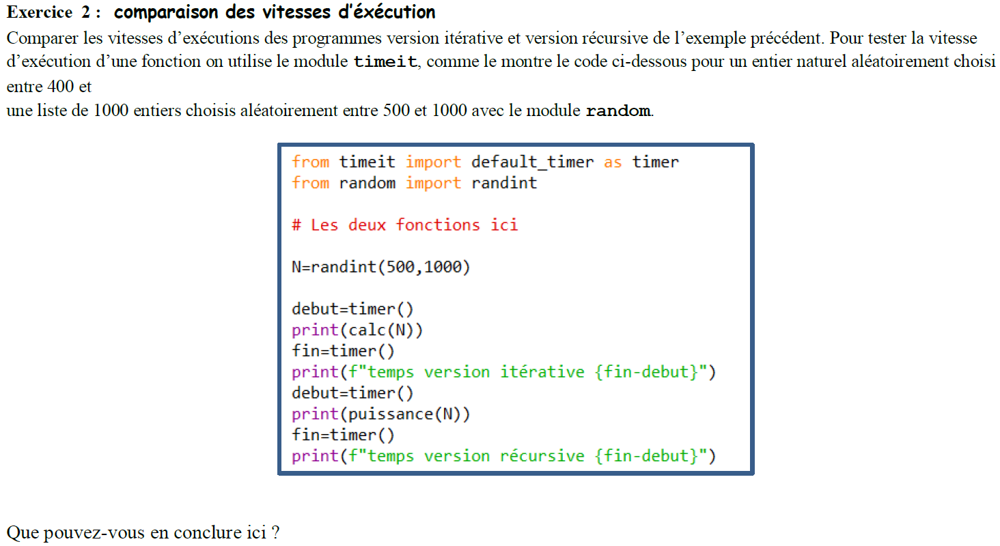 Exercice 2 : comparaison des vitesses d'éxécution
Comparer les vitesses d'exécutions des programmes version itérative et version récursive de l'exemple précédent. Pour tester la vitesse
d'exécution d'une fonction on utilise le module timeit, comme le montre le code ci-dessous pour un entier naturel aléatoirement choisi
entre 400 et
une liste de 1000 entiers choisis aléatoirement entre 500 et 1000 avec le module random.
from timeit import default_timer as timer
from random import randint
# Les deux fonctions ici
N=randint(500,1000)
debut=timer()
print(calc(N))
fin=timer()
print(f"temps version itérative {fin-debut}")
debut=timer()
print(puissance(N))
fin=timer()
print(f"temps version récursive {fin-debut}")
Que pouvez-vous en conclure ici ?